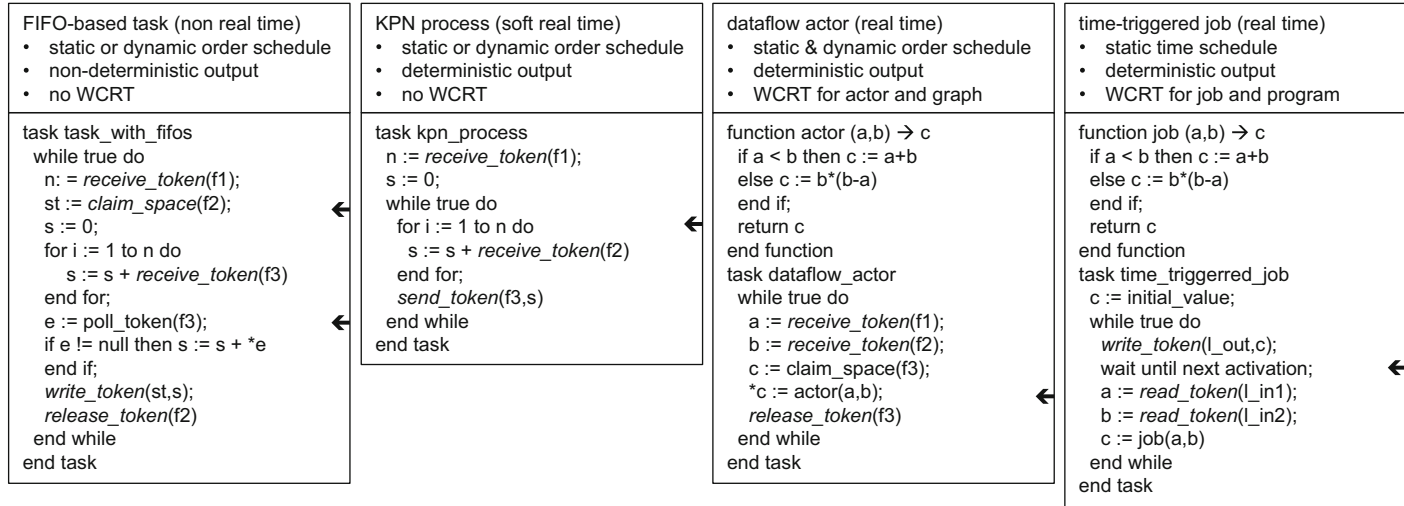 FIFO-based task (non real time)
• static or dynamic order schedule
• non-deterministic output
• no WCRT
task task_with_fifos
while true do
n: = receive_token(f1);
st := claim_space(f2);
s := 0;
for i := 1 to n do
s := s + receive_token(f3)
end for;
e := poll_token(f3);
if e != null then s := s + *e
end if;
write_token(st,s);
release_token(f2)
end while
end task
KPN process (soft real time)
• static or dynamic order schedule
• deterministic output
• no WCRT
task kpn_process
n := receive_token(f1);
s := 0;
while true do
for i := 1 to n do
s := s + receive_token(f2)
end for;
send_token(f3,s)
end while
end task
dataflow actor (real time)
• static & dynamic order schedule
• deterministic output
• WCRT for actor and graph
function actor (a,b) → c
if a < b then c := a+b
else c := b*(b-a)
end if;
return c
end function
task dataflow_actor
while true do
a := receive_token(f1);
b := receive_token(f2);
c := claim_space(f3);
*c := actor(a,b);
release_token(f3)
end while
end task
time-triggered job (real time)
• static time schedule
• deterministic output
• WCRT for job and program
function job (a,b) → c
if a < b then c := a+b
else c := b*(b-a)
end if;
return c
end function
task time_triggerred_job
c := initial_value;
while true do
write_token(l_out,c);
wait until next activation;
a := read_token(l_in1);
b := read_token(l_in2);
c := job(a,b)
end while
end task